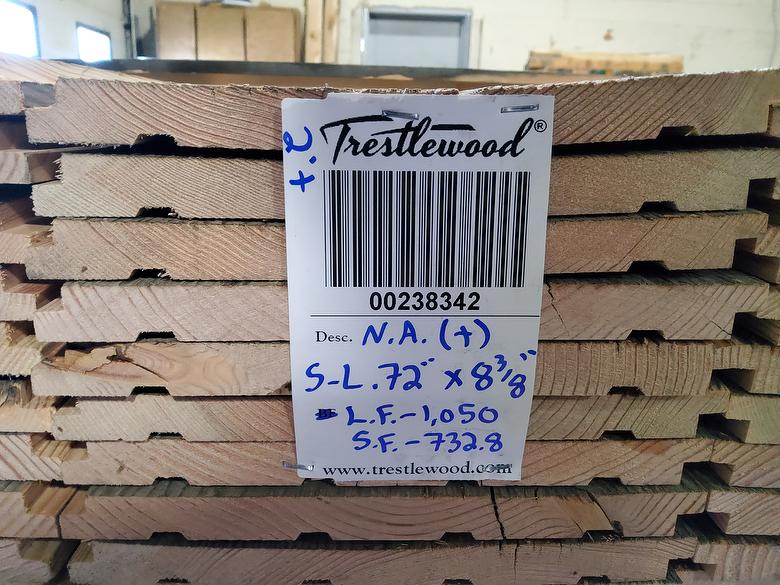 +.2
Trestlewood®
00238342
Desc. N.A. (+)
S-L .72" x 8 3/8"
L.F.-1,050
S.F.-732.8
www.trestlewood.com